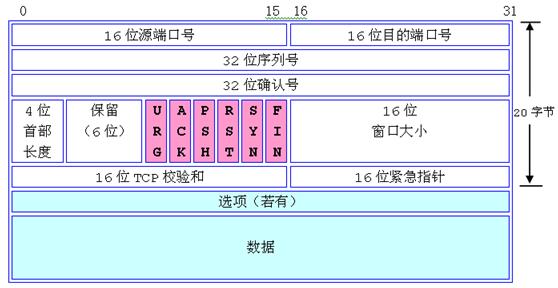 0 15 16 31
16位源端口号 16位目的端口号
32位序列号
32位确认号
4位首部长度 保留(6位) URG ACK PSH RST SYN FIN 16位窗口大小
20字节
16位TCP校验和 16位紧急指针
选项(若有)
数据